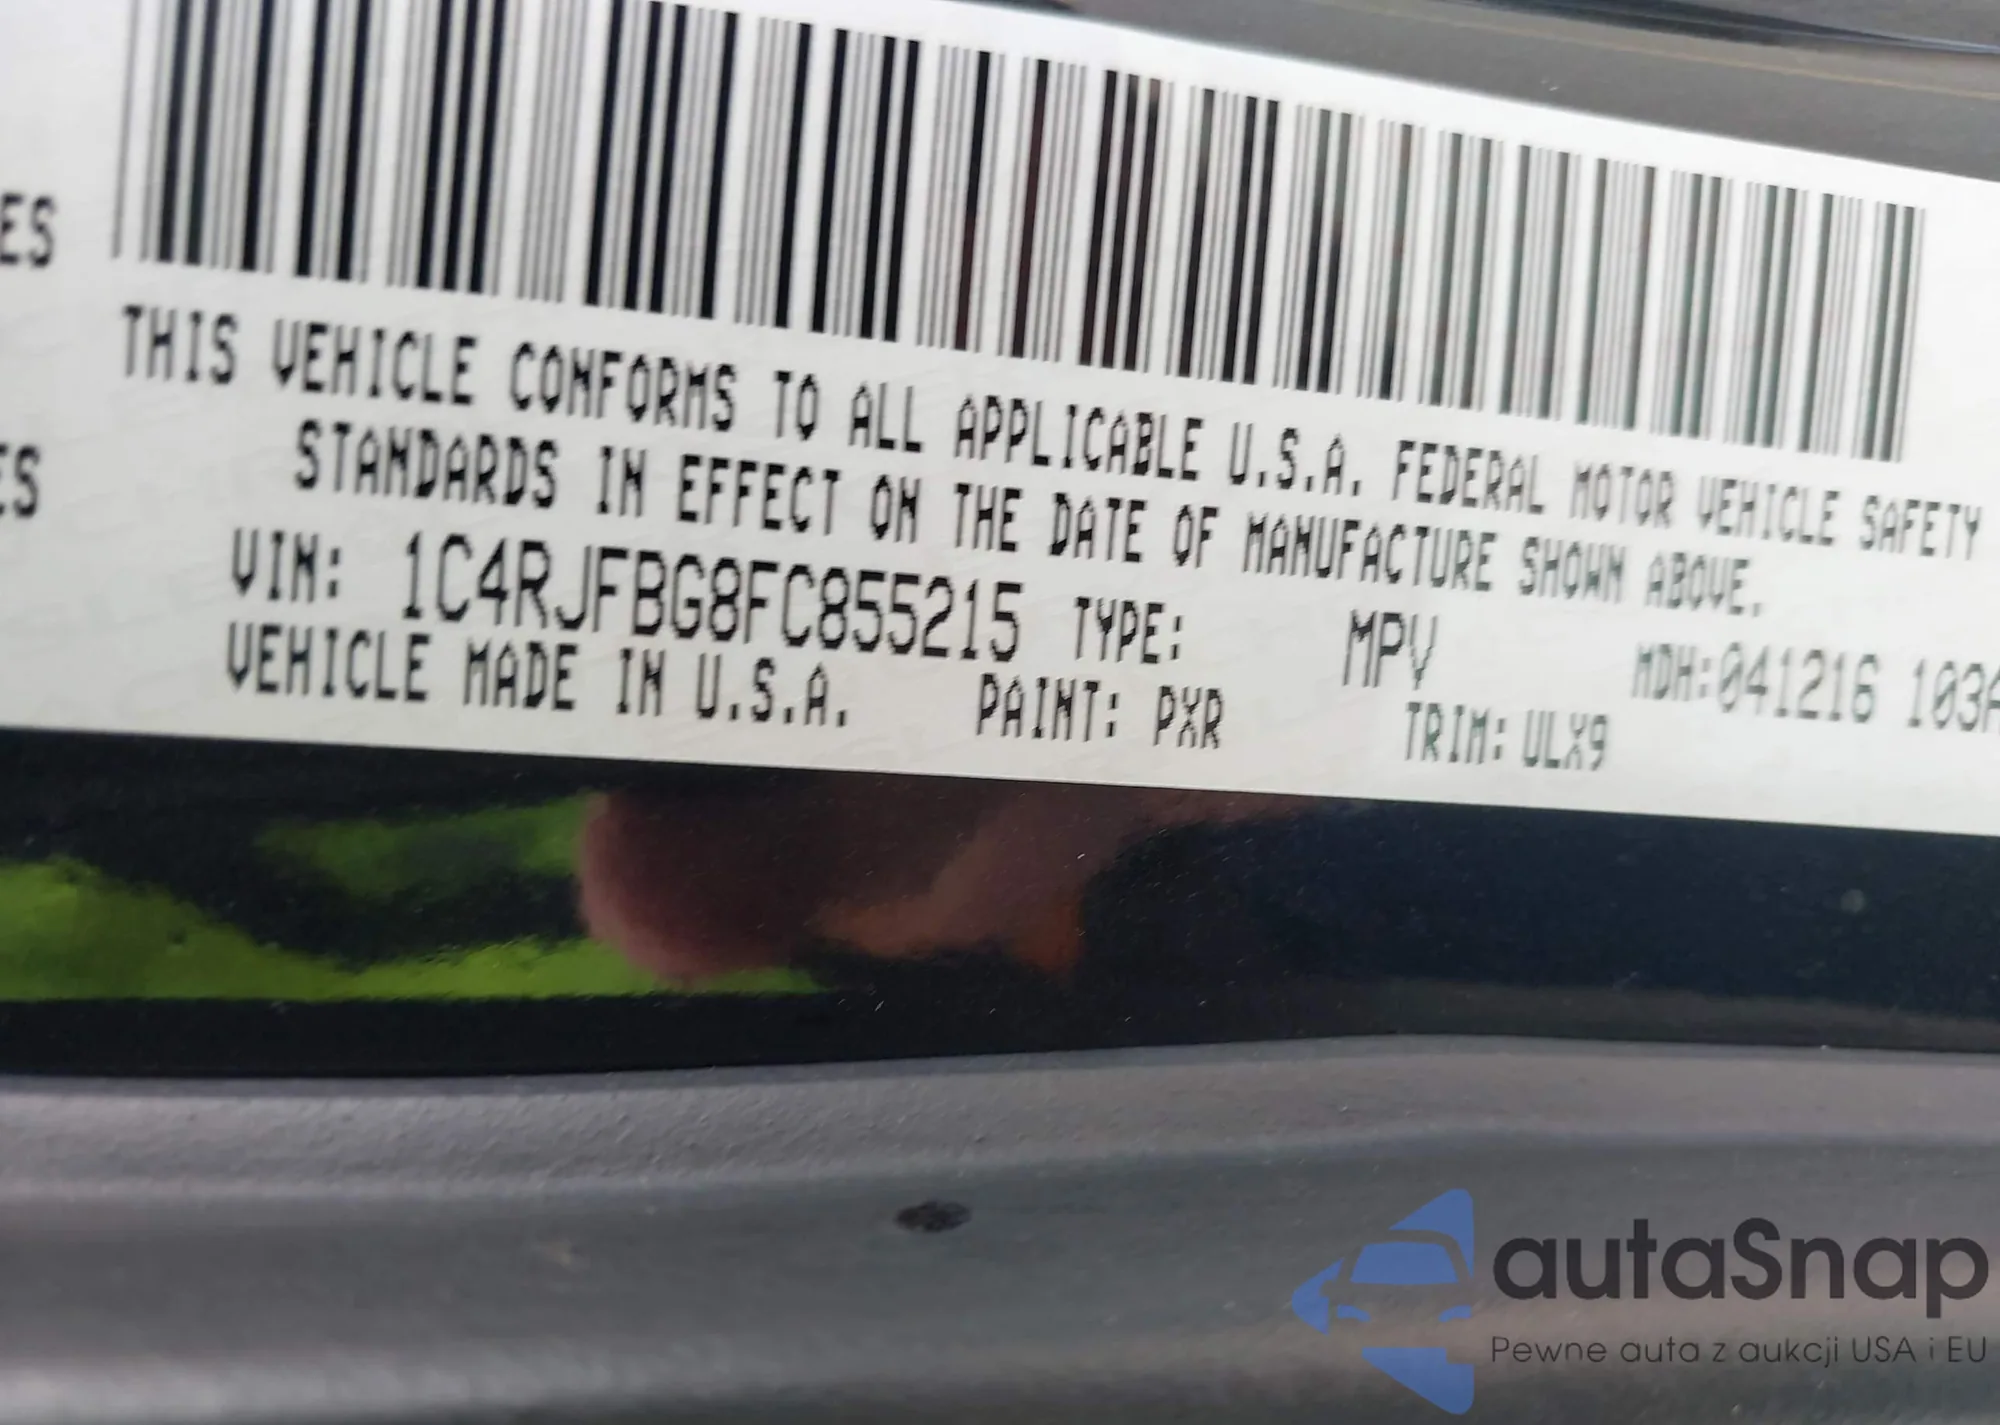 ES
THIS VEHICLE CONFORMS TO ALL APPLICABLE U.S.A. FEDERAL MOTOR VEHICLE SAFETY
STANDARDS IN EFFECT ON THE DATE OF MANUFACTURE SHOWN ABOVE.
ES
VIN: 1C4RJFBG8FC855215 TYPE: MPV MDH:041216 103A
VEHICLE MADE IN U.S.A. PAINT: PXR TRIM: ULX9
autaSnap
Pewne auta z aukcji USA i EU